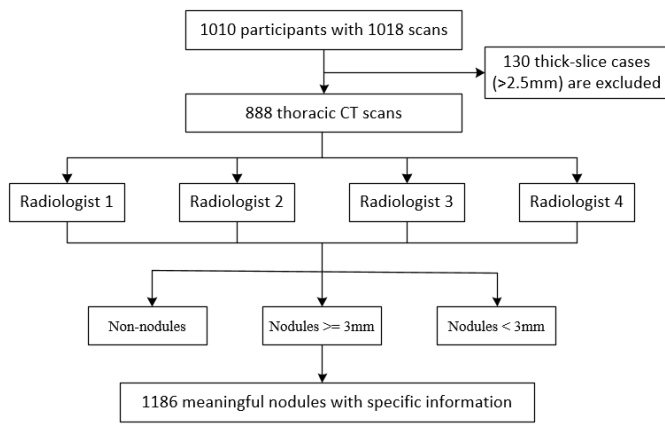 1010 participants with 1018 scans
130 thick-slice cases
(>2.5mm) are excluded
888 thoracic CT scans
Radiologist 1
Radiologist 2
Radiologist 3
Radiologist 4
Non-nodules
Nodules >= 3mm
Nodules < 3mm
1186 meaningful nodules with specific information